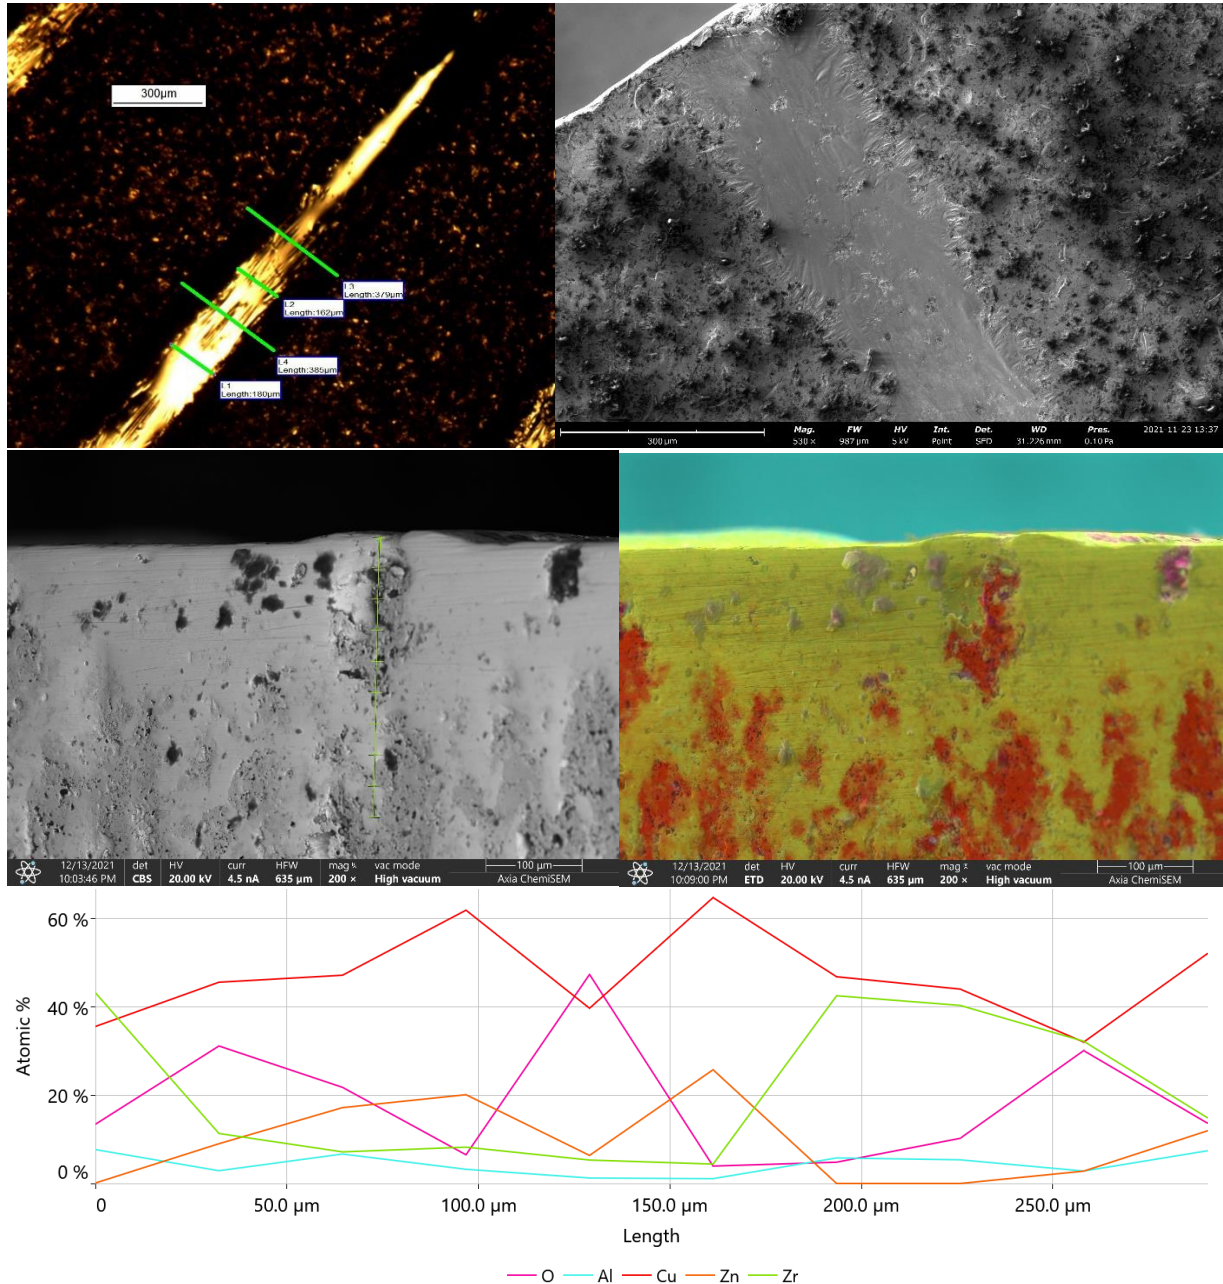 300µm
L3
Length:379µm
L2
Length:162µm
L4
Length:385µm
L1
Length:180µm
Mag. FW HV Int. Det. WD Pres. 2021-11-23 13:37
300 µm 530 × 987 µm 5 kV Point SED 31.226 mm 0.10 Pa
12/13/2021 det HV curr HFW mag vac mode 100 µm
10:03:46 PM CBS 20.00 kV 4.5 nA 635 µm 200 × High vacuum Axia ChemiSEM
12/13/2021 det HV curr HFW mag vac mode 100 µm
10:09:00 PM ETD 20.00 kV 4.5 nA 635 µm 200 × High vacuum Axia ChemiSEM
60 %
40 %
20 %
0 %
Atomic %
0 50.0 µm 100.0 µm 150.0 µm 200.0 µm 250.0 µm
Length
O Al Cu Zn Zr